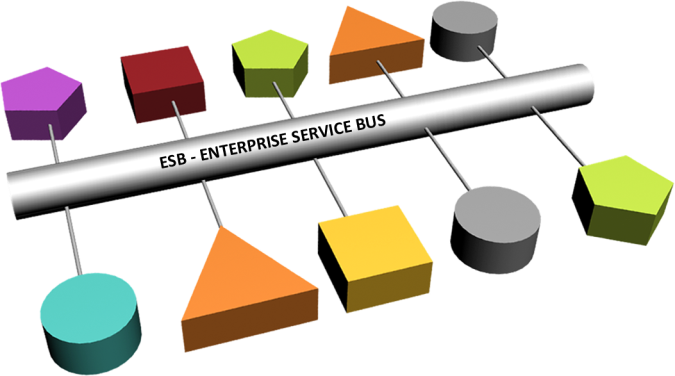 ESB - ENTERPRISE SERVICE BUS